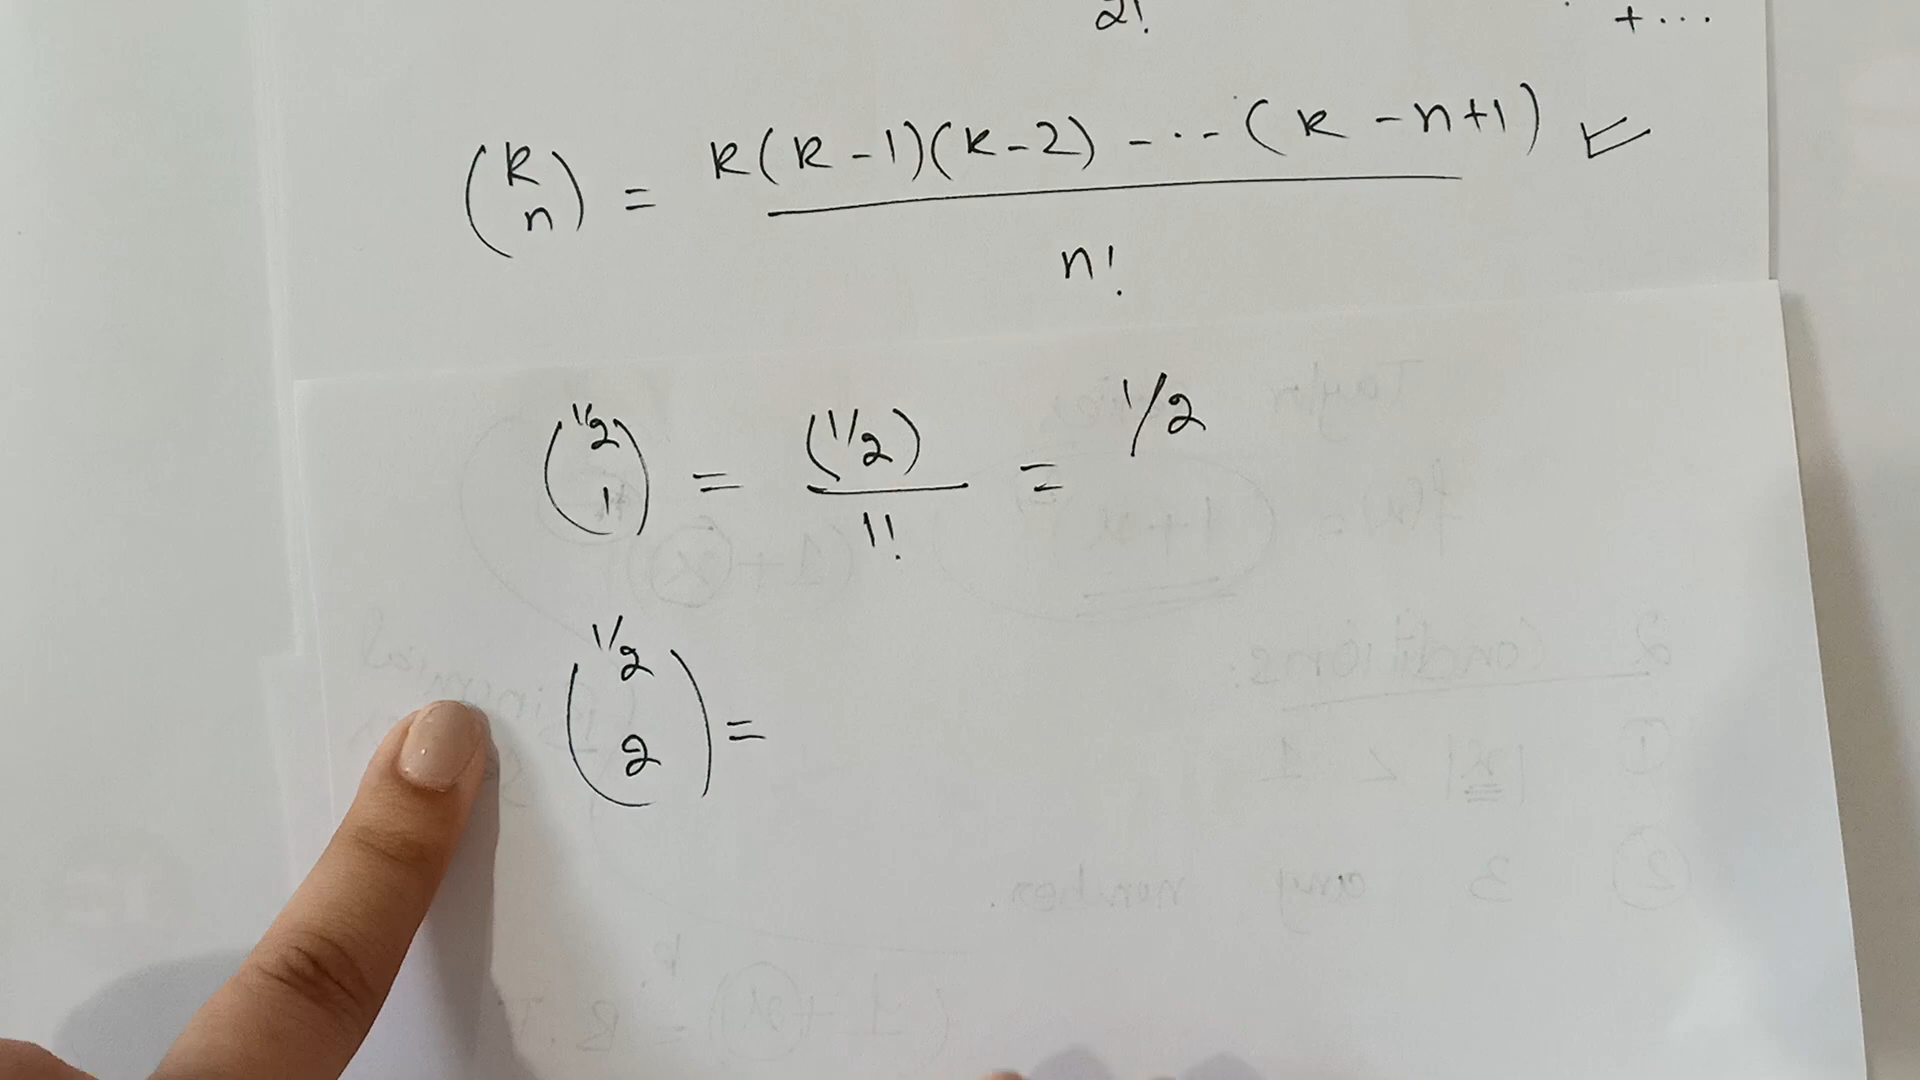 2! + ...
(k n) = k(k-1)(k-2) - ... - (k-n+1) / n!
(1/2 1) = (1/2) / 1! = 1/2
(1/2 2) =